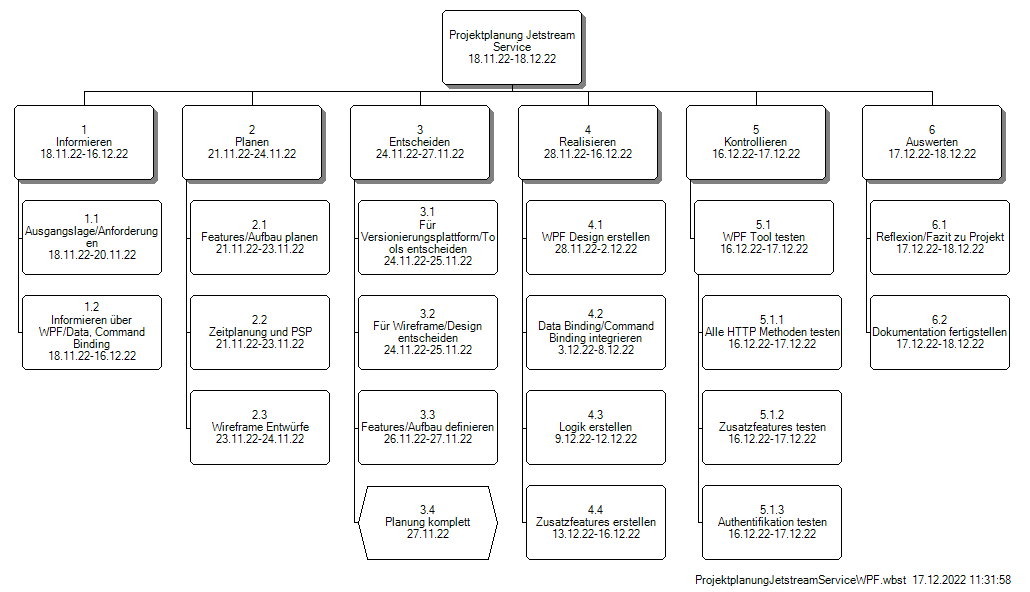 Projektplanung Jetstream
Service
18.11.22-18.12.22
1
Informieren
18.11.22-16.12.22
2
Planen
21.11.22-24.11.22
3
Entscheiden
24.11.22-27.11.22
4
Realisieren
28.11.22-16.12.22
5
Kontrollieren
16.12.22-17.12.22
6
Auswerten
17.12.22-18.12.22
1.1
Ausgangslage/Anforderung
en
18.11.22-20.11.22
1.2
Informieren über
WPF/Data, Command
Binding
18.11.22-16.12.22
2.1
Features/Aufbau planen
21.11.22-23.11.22
2.2
Zeitplanung und PSP
21.11.22-23.11.22
2.3
Wireframe Entwürfe
23.11.22-24.11.22
3.1
Für
Versionierungsplattform/To
ols entscheiden
24.11.22-25.11.22
3.2
Für Wireframe/Design
entscheiden
24.11.22-25.11.22
3.3
Features/Aufbau definieren
26.11.22-27.11.22
3.4
Planung komplett
27.11.22
4.1
WPF Design erstellen
28.11.22-2.12.22
4.2
Data Binding/Command
Binding integrieren
3.12.22-8.12.22
4.3
Logik erstellen
9.12.22-12.12.22
4.4
Zusatzfeatures erstellen
13.12.22-16.12.22
5.1
WPF Tool testen
16.12.22-17.12.22
5.1.1
Alle HTTP Methoden testen
16.12.22-17.12.22
5.1.2
Zusatzfeatures testen
16.12.22-17.12.22
5.1.3
Authentifikation testen
16.12.22-17.12.22
6.1
Reflexion/Fazit zu Projekt
17.12.22-18.12.22
6.2
Dokumentation fertigstellen
17.12.22-18.12.22
ProjektplanungJetstreamServiceWPF.wbst 17.12.2022 11:31:58